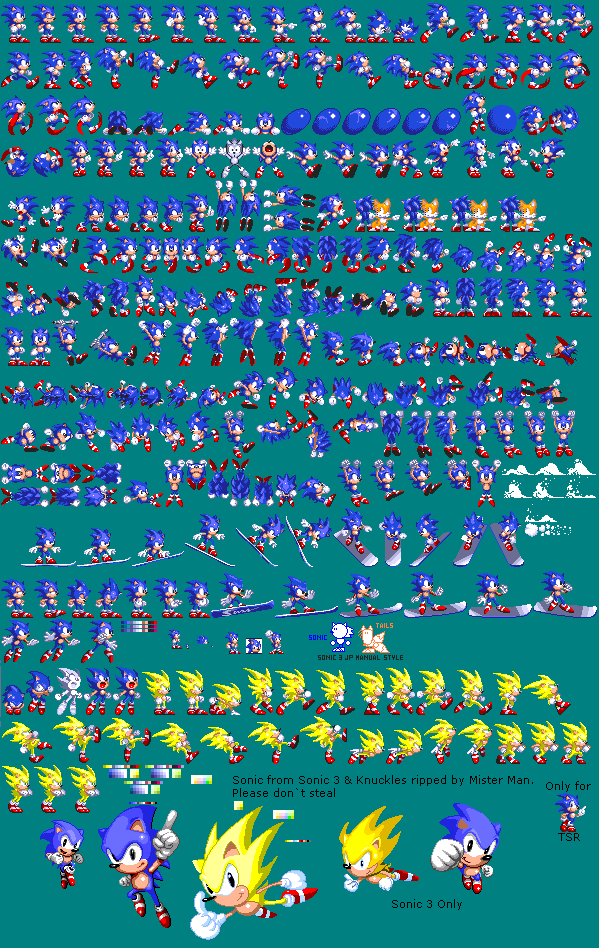 SONIC
TAILS
SONIC 3 JP MANUAL STYLE
Sonic from Sonic 3 & Knuckles ripped by Mister Man.
Please don`t steal
Only for
TSR
Sonic 3 Only